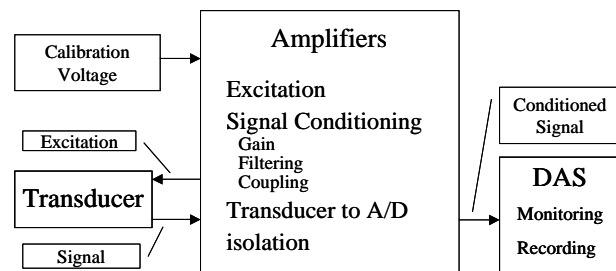 Calibration
Voltage
Excitation
Transducer
Signal
Amplifiers
Excitation
Signal Conditioning
Gain
Filtering
Coupling
Transducer to A/D
isolation
Conditioned
Signal
DAS
Monitoring
Recording